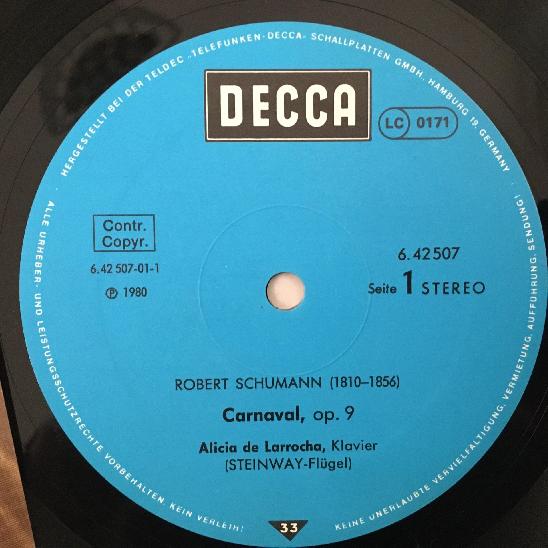 HERGESTELLT BEI DER TELDEC „TELEFUNKEN-DECCA“ SCHALLPLATTEN GMBH, HAMBURG 19, GERMANY ·
DECCA
LC 0171
Contr.
Copyr.
6.42 507-01-1
Ⓟ 1980
6.42507
Seite 1 STEREO
ROBERT SCHUMANN (1810–1856)
Carnaval, op. 9
Alicia de Larrocha, Klavier
(STEINWAY-Flügel)
· ALLE URHEBER- UND LEISTUNGSSCHUTZRECHTE VORBEHALTEN. KEIN VERLEIH!
33
KEINE UNERLAUBTE VERVIELFÄLTIGUNG, VERMIETUNG, AUFFÜHRUNG, SENDUNG!